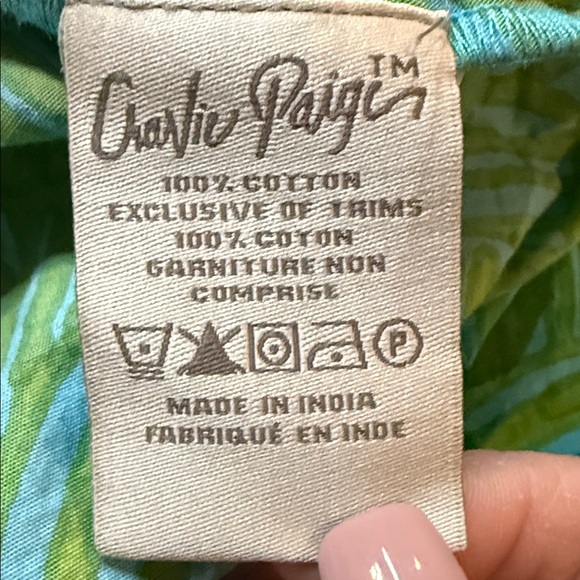 Charlie Paige™
100% COTTON
EXCLUSIVE OF TRIMS
100% COTON
GARNITURE NON
COMPRISE
P
MADE IN INDIA
FABRIQUÉ EN INDE